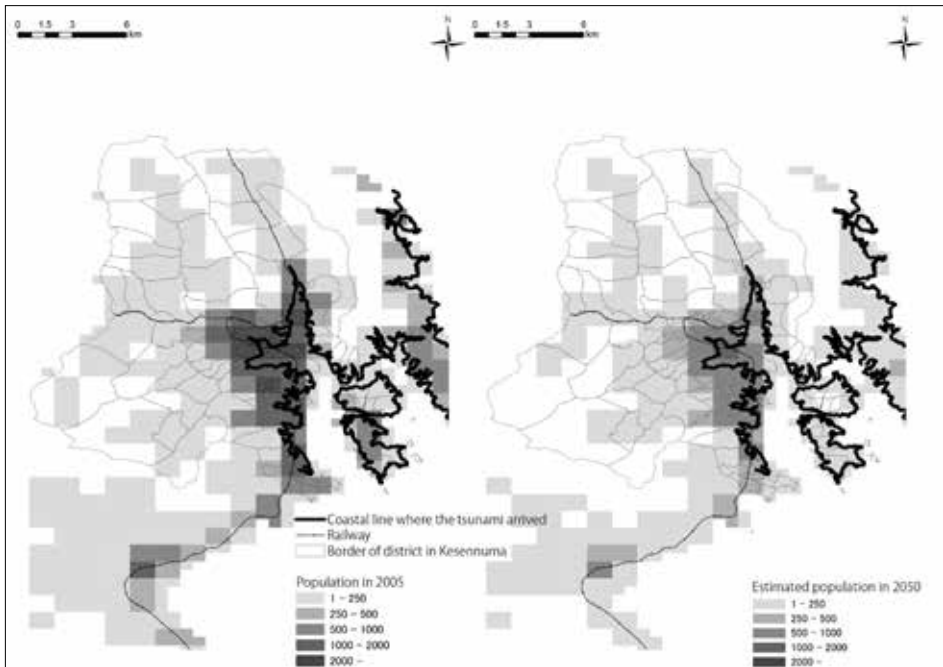 0 1.5 3 6
km
N
0 1.5 3 6
km
N
Coastal line where the tsunami arrived
Railway
Border of district in Kesennuma
Population in 2005
1 - 250
250 - 500
500 - 1000
1000 - 2000
2000 -
Estimated population in 2050
1 - 250
250 - 500
500 - 1000
1000 - 2000
2000 -